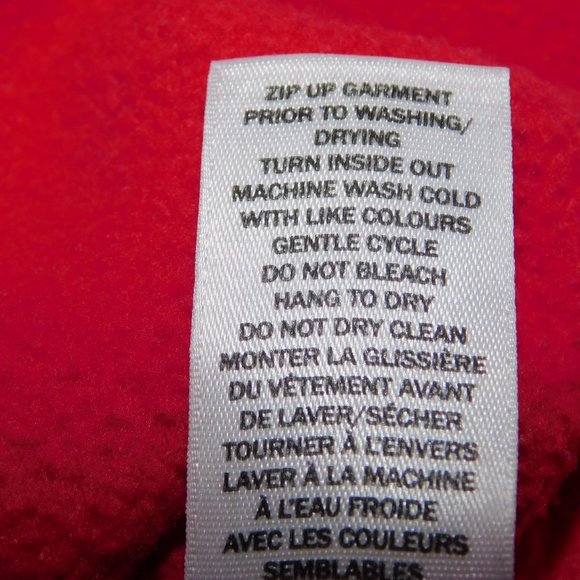 ZIP UP GARMENT
PRIOR TO WASHING/
DRYING
TURN INSIDE OUT
MACHINE WASH COLD
WITH LIKE COLOURS
GENTLE CYCLE
DO NOT BLEACH
HANG TO DRY
DO NOT DRY CLEAN
MONTER LA GLISSIÈRE
DU VÊTEMENT AVANT
DE LAVER/SÉCHER
TOURNER À L'ENVERS
LAVER À LA MACHINE
À L'EAU FROIDE
AVEC LES COULEURS
SEMBLABLES